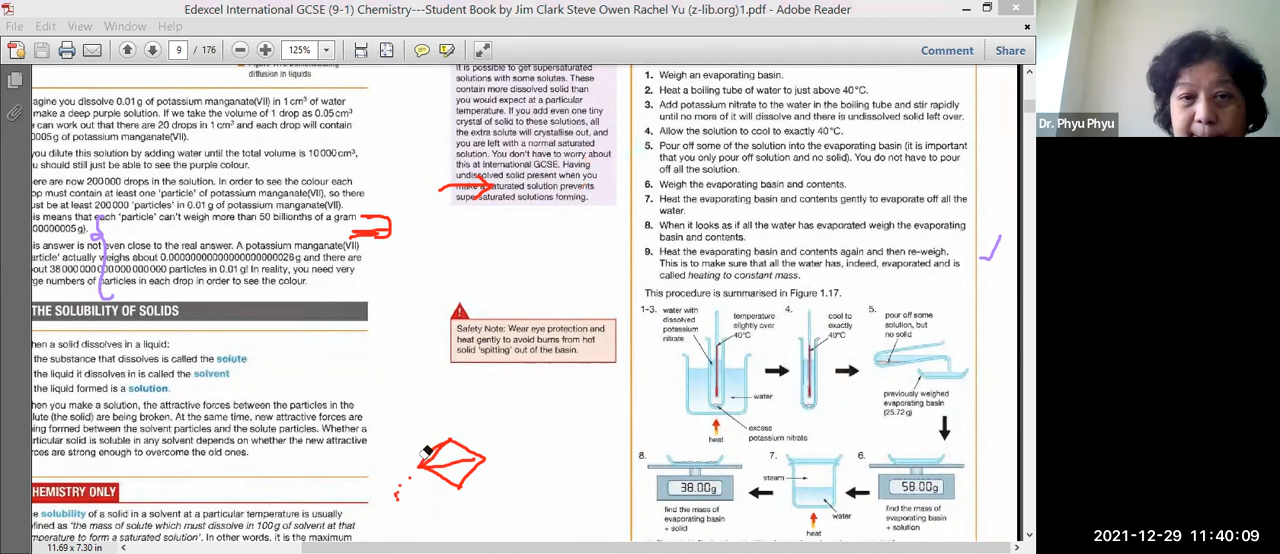 Edexcel International GCSE (9-1) Chemistry---Student Book by Jim Clark Steve Owen Rachel Yu (z-lib.org)1.pdf - Adobe Reader
File Edit View Window Help
9 / 176
125%
Comment
Share
diffusion in liquids
agine you dissolve 0.01 g of potassium manganate(VII) in 1 cm³ of water
make a deep purple solution. If we take the volume of 1 drop as 0.05 cm³
can work out that there are 20 drops in 1 cm³ and each drop will contain
0005 g of potassium manganate(VII).
you dilute this solution by adding water until the total volume is 10 000 cm³,
u should still just be able to see the purple colour.
ere are now 200 000 drops in the solution. In order to see the colour each
op must contain at least one 'particle' of potassium manganate(VII), so there
ust be at least 200 000 'particles' in 0.01 g of potassium manganate(VII).
is means that each 'particle' can't weigh more than 50 billionths of a gram
00000005 g).
is answer is not even close to the real answer. A potassium manganate(VII)
article' actually weighs about 0.00000000000000000000026 g and there are
out 38 000 000 000 000 000 000 particles in 0.01 g! In reality, you need very
ge numbers of particles in each drop in order to see the colour.
THE SOLUBILITY OF SOLIDS
hen a solid dissolves in a liquid:
the substance that dissolves is called the solute
the liquid it dissolves in is called the solvent
the liquid formed is a solution.
hen you make a solution, the attractive forces between the particles in the
lute (the solid) are being broken. At the same time, new attractive forces are
ing formed between the solvent particles and the solute particles. Whether a
rticular solid is soluble in any solvent depends on whether the new attractive
rces are strong enough to overcome the old ones.
HEMISTRY ONLY
e solubility of a solid in a solvent at a particular temperature is usually
fined as 'the mass of solute which must dissolve in 100 g of solvent at that
mperature to form a saturated solution'. In other words, it is the maximum
11.69 x 7.30 in
It is possible to get supersaturated
solutions with some solutes. These
contain more dissolved solid than
you would expect at a particular
temperature. If you add even one tiny
crystal of solid to these solutions, all
the extra solute will crystallise out, and
you are left with a normal saturated
solution. You don't have to worry about
this at International GCSE. Having
undissolved solid present when you
make a saturated solution prevents
supersaturated solutions forming.
Safety Note: Wear eye protection and
heat gently to avoid burns from hot
solid 'spitting' out of the basin.
1. Weigh an evaporating basin.
2. Heat a boiling tube of water to just above 40 °C.
3. Add potassium nitrate to the water in the boiling tube and stir rapidly
until no more of it will dissolve and there is undissolved solid left over.
4. Allow the solution to cool to exactly 40 °C.
5. Pour off some of the solution into the evaporating basin (it is important
that you only pour off solution and no solid). You do not have to pour
off all the solution.
6. Weigh the evaporating basin and contents.
7. Heat the evaporating basin and contents gently to evaporate off all the
water.
8. When it looks as if all the water has evaporated weigh the evaporating
basin and contents.
9. Heat the evaporating basin and contents again and then re-weigh.
This is to make sure that all the water has, indeed, evaporated and is
called heating to constant mass.
This procedure is summarised in Figure 1.17.
1-3. water with
dissolved
potassium
nitrate
temperature
slightly over
40°C
water
excess
potassium nitrate
heat
4. cool to
exactly
40°C
5. pour off some
solution, but
no solid
previously weighed
evaporating basin
(25.72 g)
8.
38.00g
find the mass of
evaporating basin
+ solid
7.
steam
water
heat
6.
58.00g
find the mass of
evaporating basin
+ solution
Dr. Phyu Phyu
2021-12-29 11:40:09